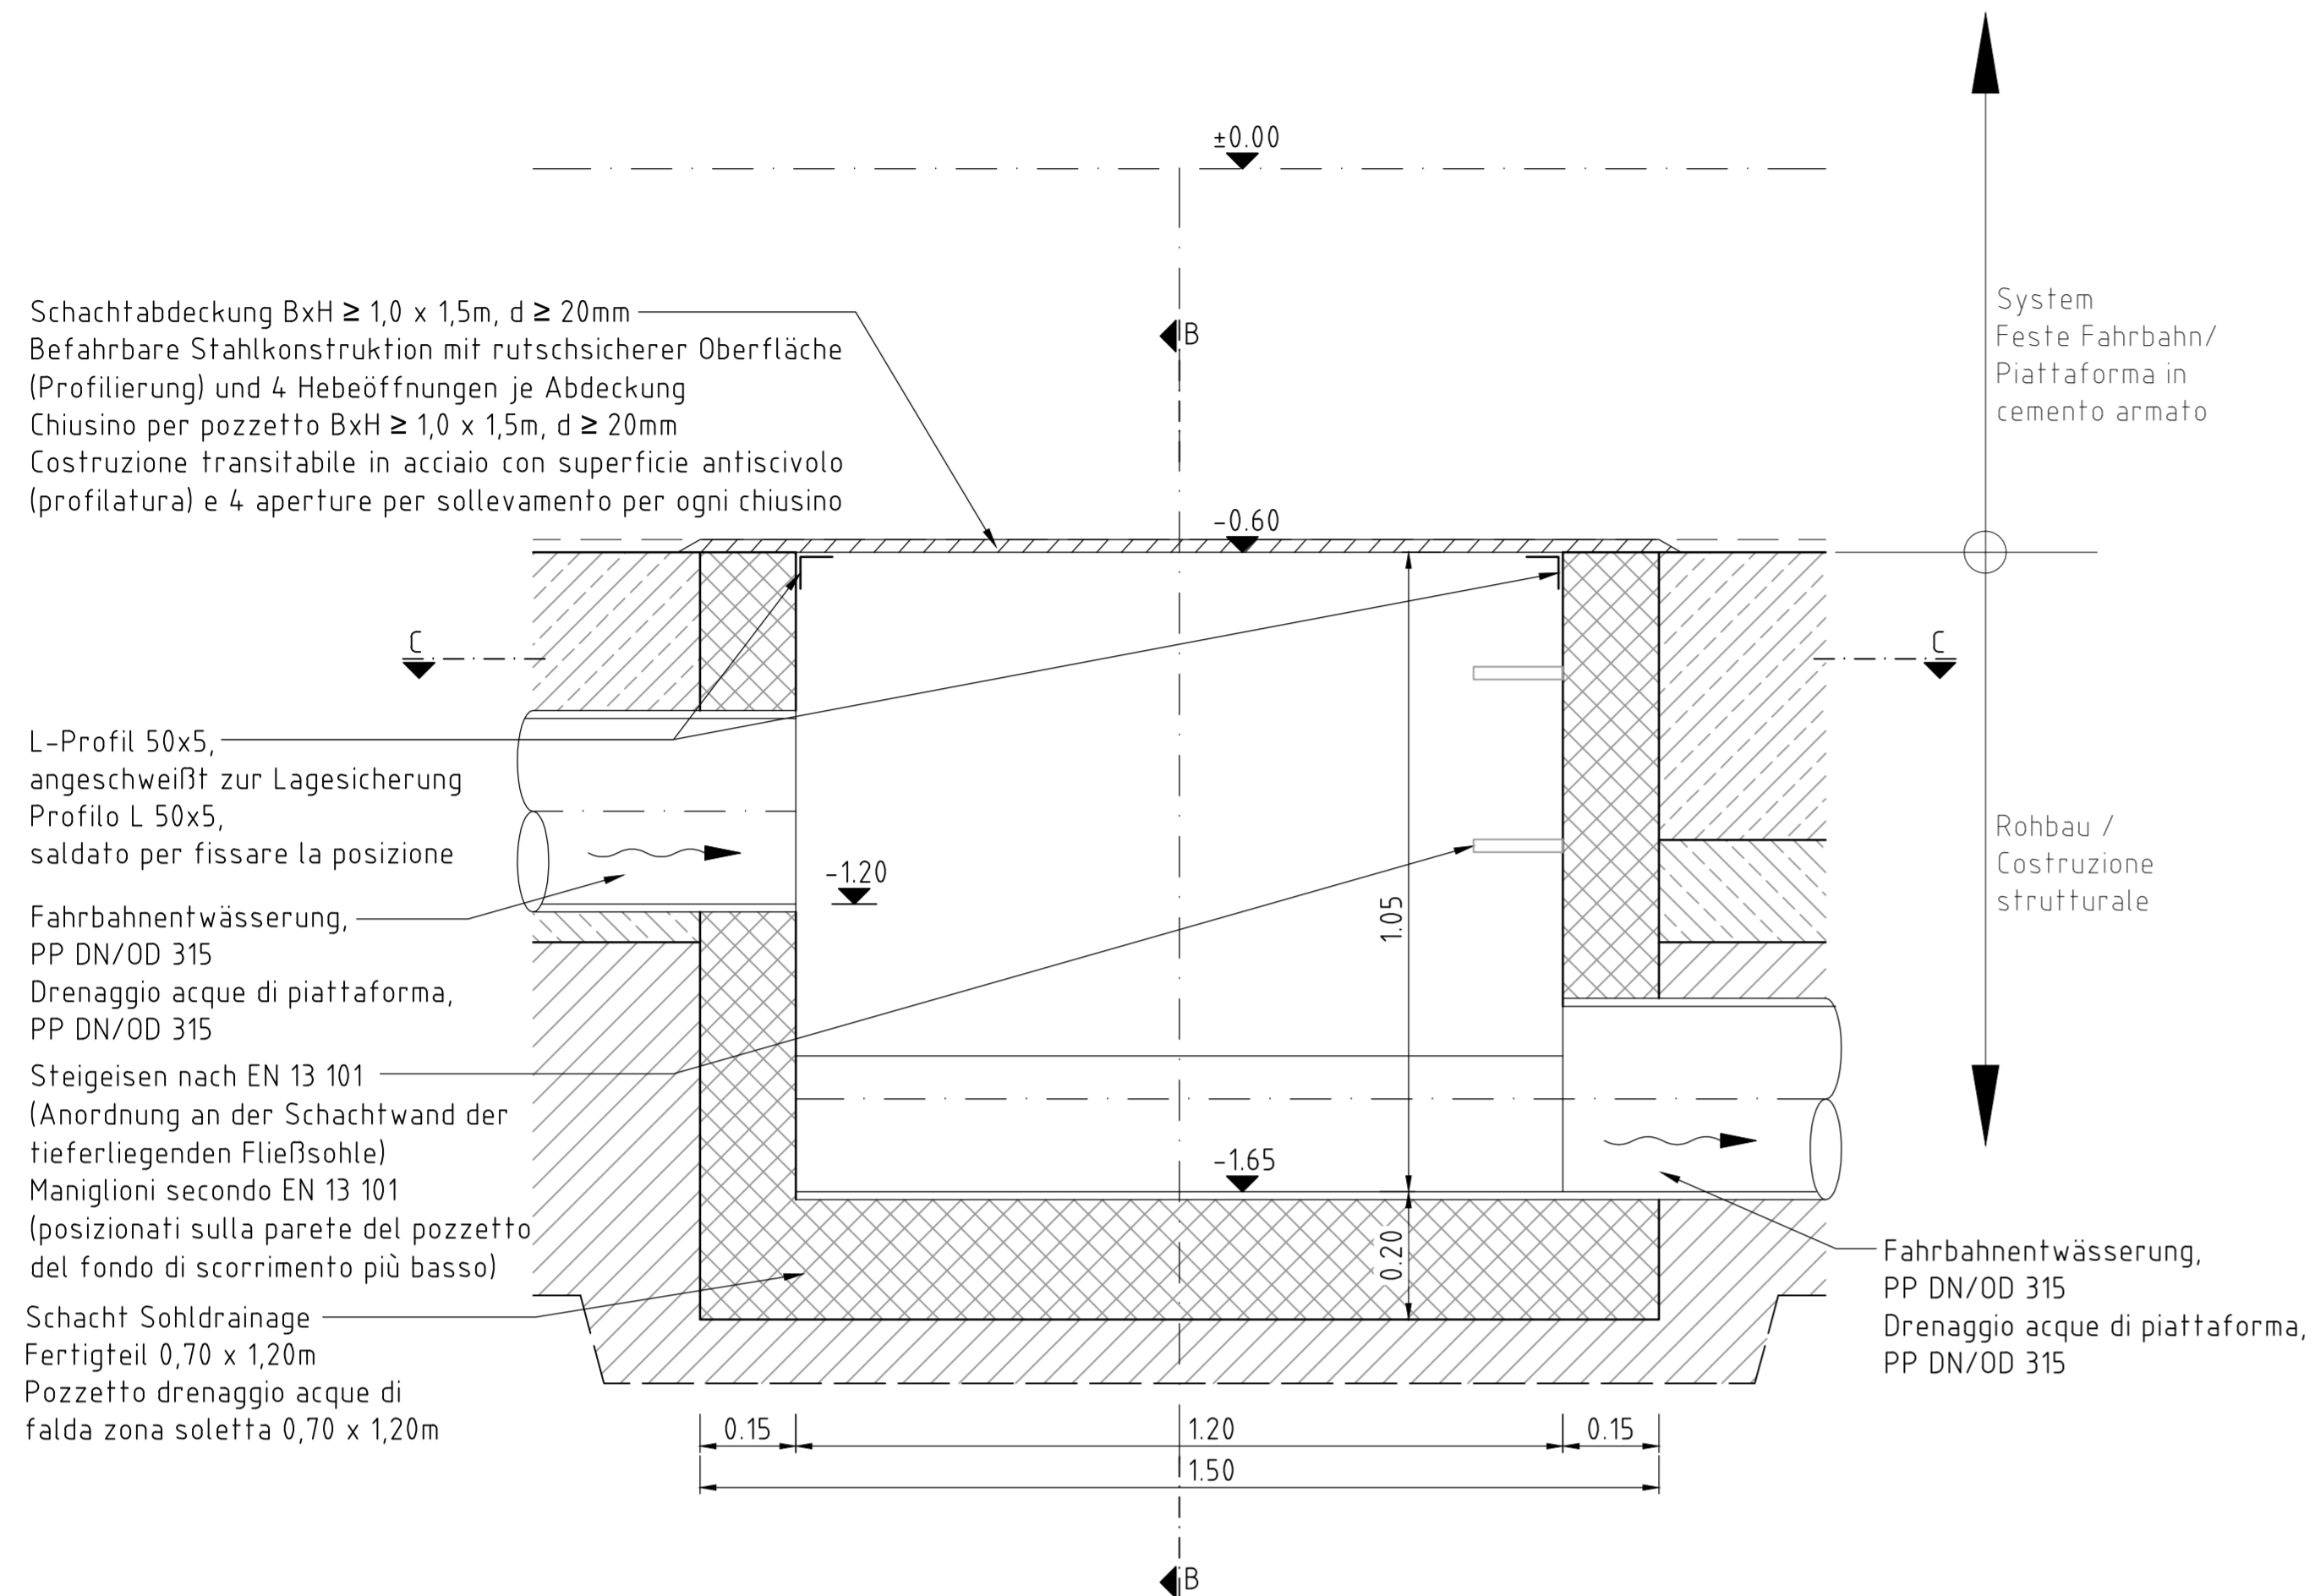 ±0.00
Schachtabdeckung BxH ≥ 1,0 x 1,5m, d ≥ 20mm
Befahrbare Stahlkonstruktion mit rutschsicherer Oberfläche
(Profilierung) und 4 Hebeöffnungen je Abdeckung
Chiusino per pozzetto BxH ≥ 1,0 x 1,5m, d ≥ 20mm
Costruzione transitabile in acciaio con superficie antiscivolo
(profilatura) e 4 aperture per sollevamento per ogni chiusino
B
System
Feste Fahrbahn/
Piattaforma in
cemento armato
-0.60
C
C
L-Profil 50x5,
angeschweißt zur Lagesicherung
Profilo L 50x5,
saldato per fissare la posizione
Rohbau /
Costruzione
strutturale
-1.20
1.05
Fahrbahnentwässerung,
PP DN/OD 315
Drenaggio acque di piattaforma,
PP DN/OD 315
Steigeisen nach EN 13 101
(Anordnung an der Schachtwand der
tieferliegenden Fließsohle)
Maniglioni secondo EN 13 101
(posizionati sulla parete del pozzetto
del fondo di scorrimento più basso)
-1.65
0.20
Schacht Sohldrainage
Fertigteil 0,70 x 1,20m
Pozzetto drenaggio acque di
falda zona soletta 0,70 x 1,20m
Fahrbahnentwässerung,
PP DN/OD 315
Drenaggio acque di piattaforma,
PP DN/OD 315
0.15
1.20
0.15
1.50
B